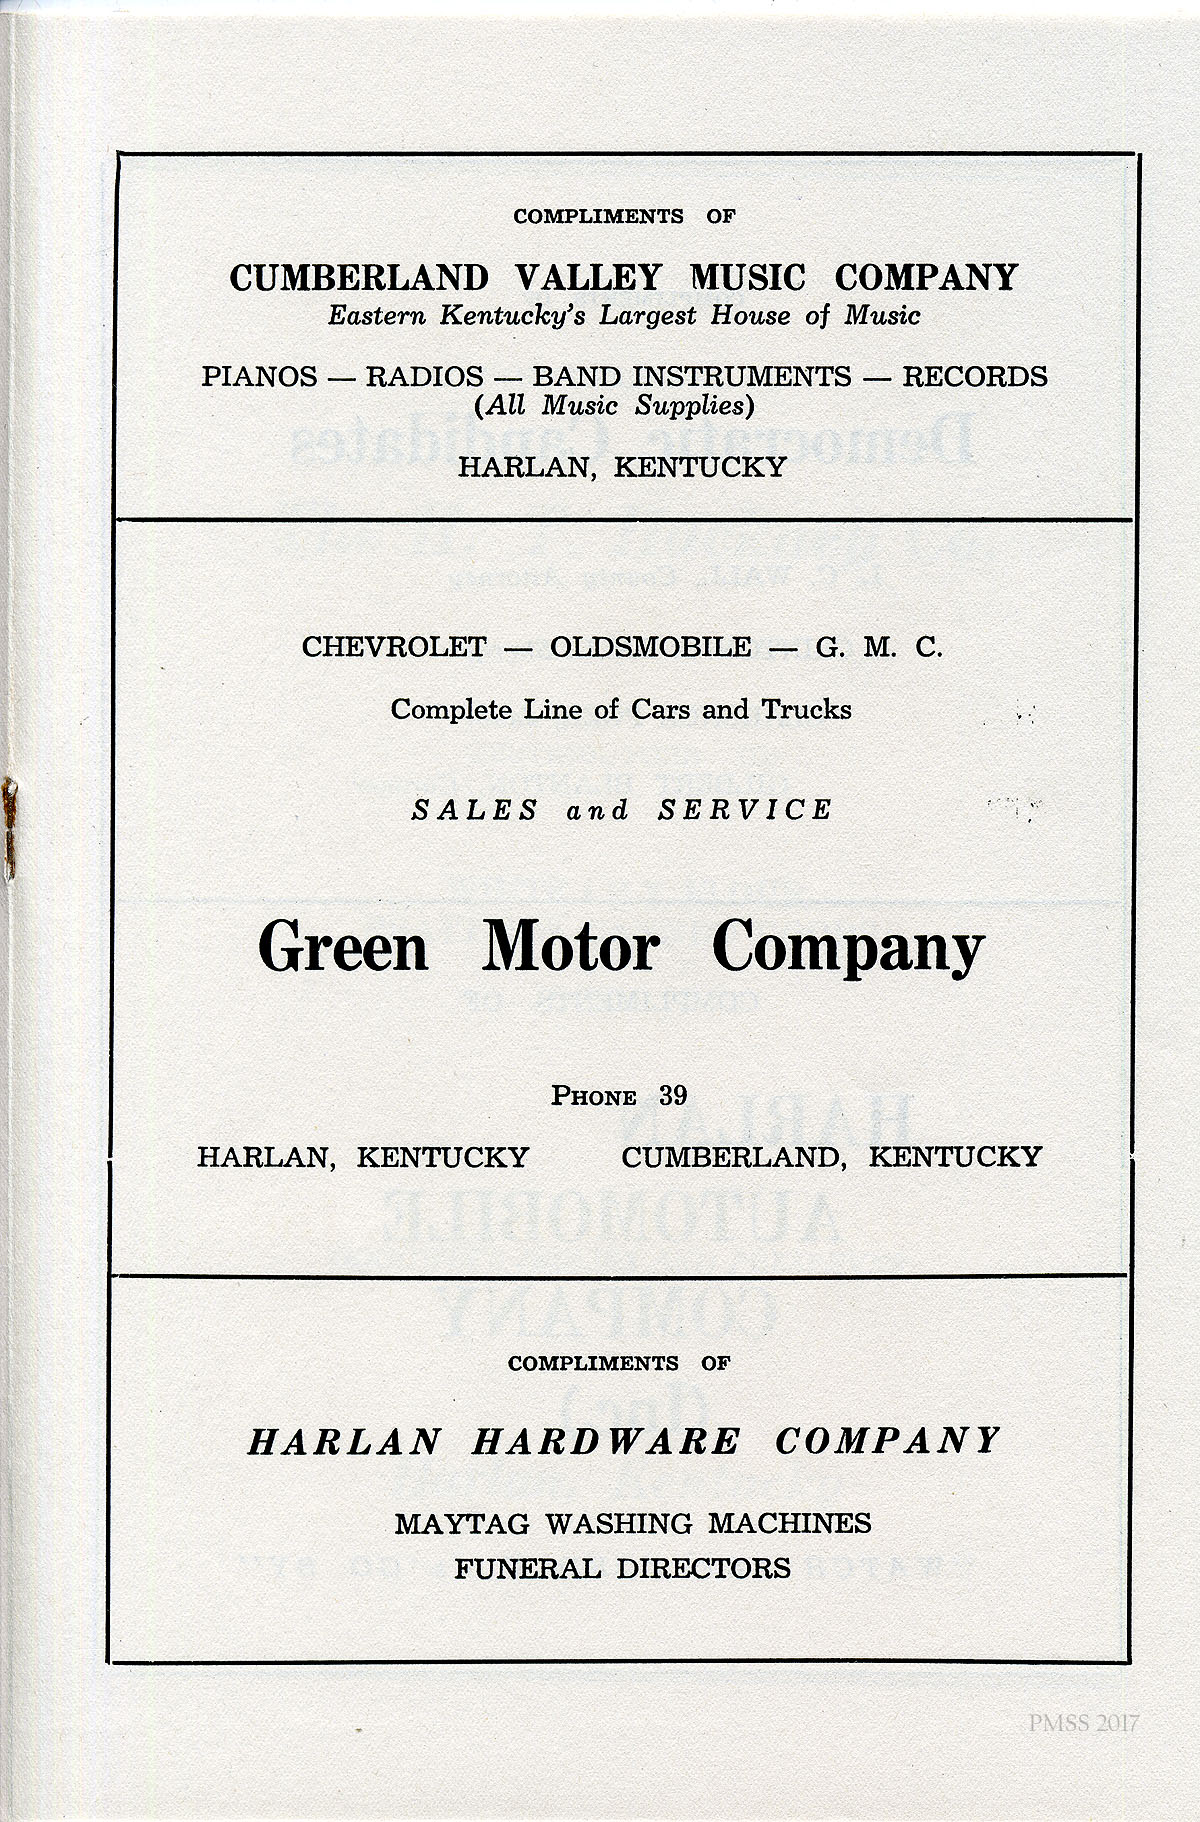 COMPLIMENTS OF
CUMBERLAND VALLEY MUSIC COMPANY
Eastern Kentucky's Largest House of Music
PIANOS — RADIOS — BAND INSTRUMENTS — RECORDS
(All Music Supplies)
HARLAN, KENTUCKY
CHEVROLET — OLDSMOBILE — G. M. C.
Complete Line of Cars and Trucks
SALES and SERVICE
Green Motor Company
PHONE 39
HARLAN, KENTUCKY CUMBERLAND, KENTUCKY
COMPLIMENTS OF
HARLAN HARDWARE COMPANY
MAYTAG WASHING MACHINES
FUNERAL DIRECTORS
PMSS 2017